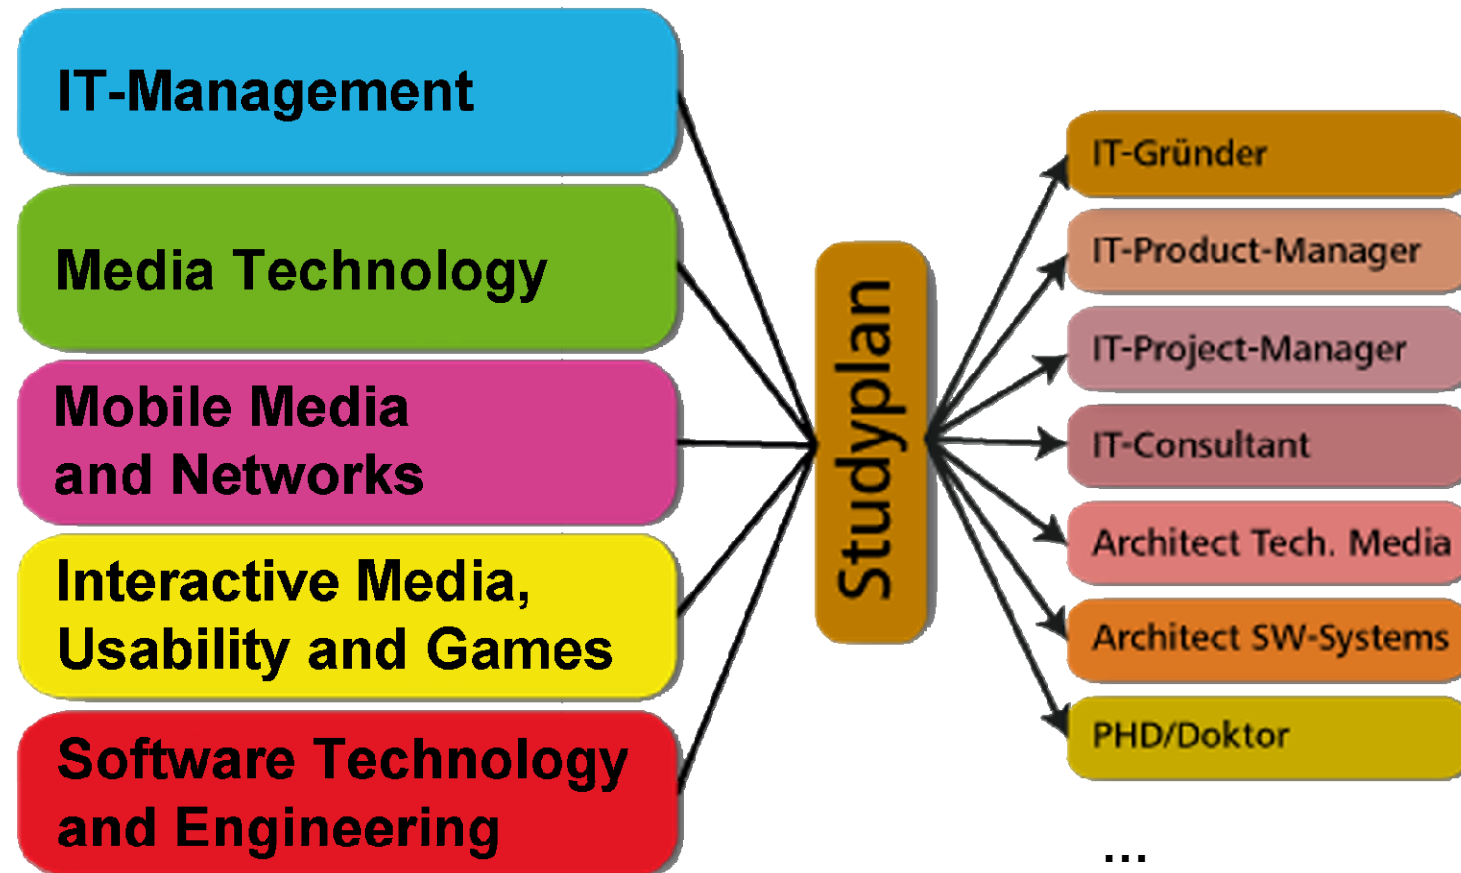 IT-Management
Media Technology
Mobile Media
and Networks
Interactive Media,
Usability and Games
Software Technology
and Engineering
Studyplan
IT-Gründer
IT-Product-Manager
IT-Project-Manager
IT-Consultant
Architect Tech. Media
Architect SW-Systems
PHD/Doktor
...